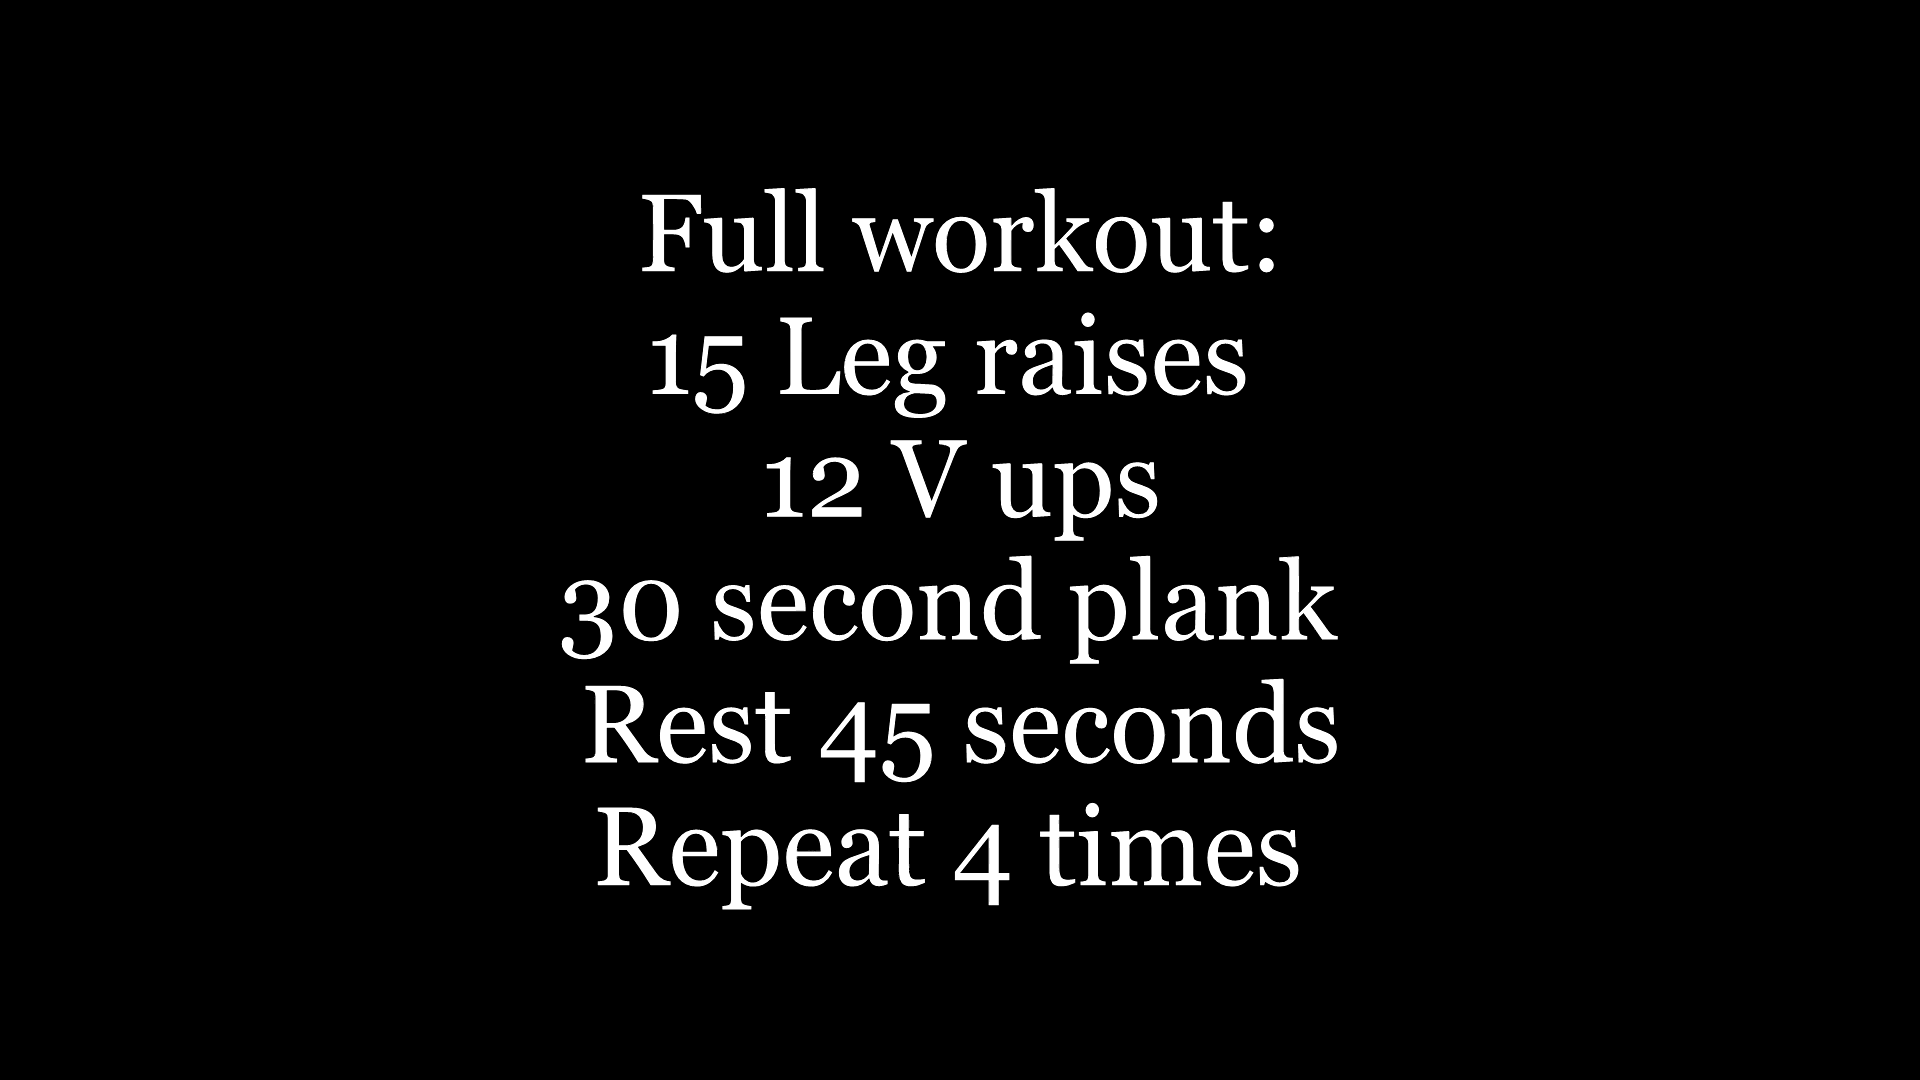 Full workout:
15 Leg raises
12 V ups
30 second plank
Rest 45 seconds
Repeat 4 times